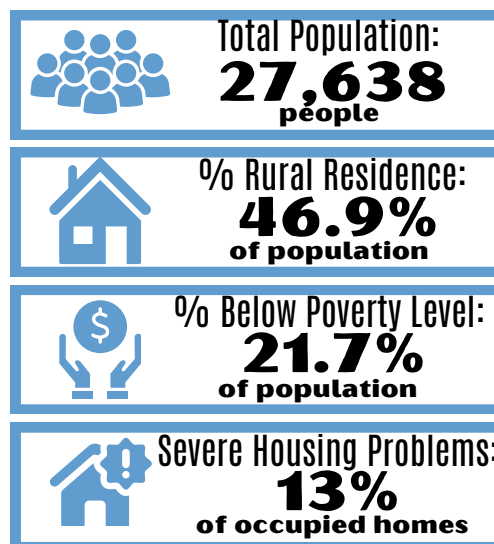 Total Population:
27,638
people
% Rural Residence:
46.9%
of population
$
% Below Poverty Level:
21.7%
of population
!
Severe Housing Problems:
13%
of occupied homes